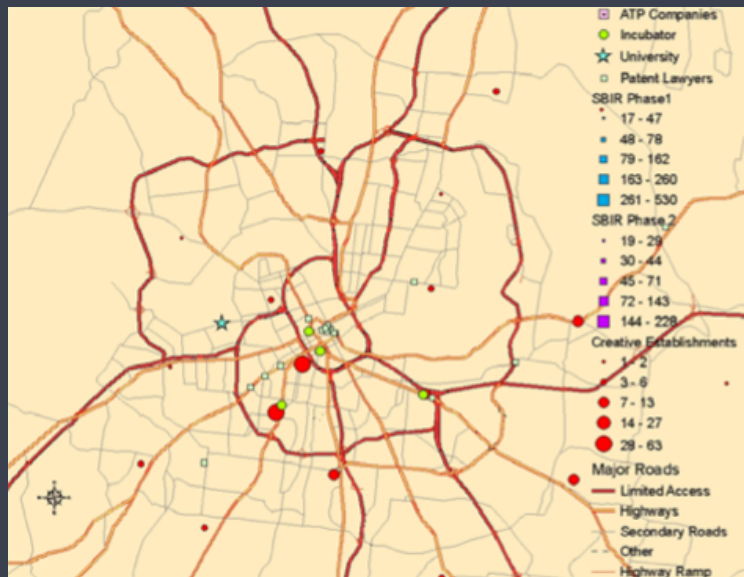 ATP Companies
Incubator
University
Patent Lawyers
SBIR Phase1
17 - 47
48 - 78
79 - 162
163 - 260
261 - 530
SBIR Phase 2
19 - 29
30 - 44
45 - 71
72 - 143
144 - 228
Creative Establishments
1 - 2
3 - 6
7 - 13
14 - 27
28 - 63
Major Roads
Limited Access
Highways
Secondary Roads
Other
Highway Ramp